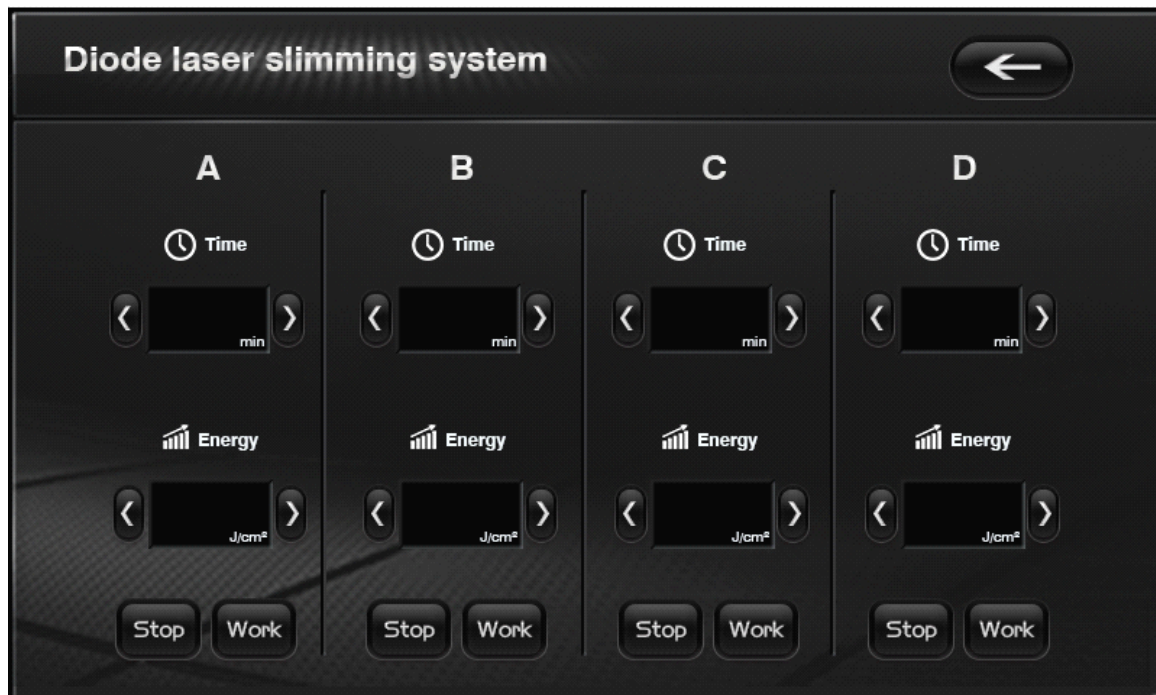 Diode laser slimming system
A B C D
Time Time Time Time
min min min min
Energy Energy Energy Energy
J/cm² J/cm² J/cm² J/cm²
Stop Work Stop Work Stop Work Stop Work